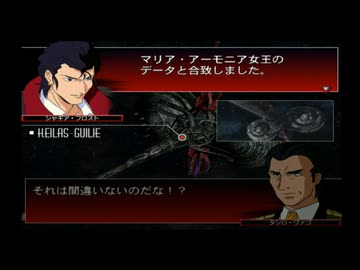 マリア・アーモニア女王の
データと合致しました。
シャギア・フロスト
KEILAS GUILIE
それは間違いないのだな！？